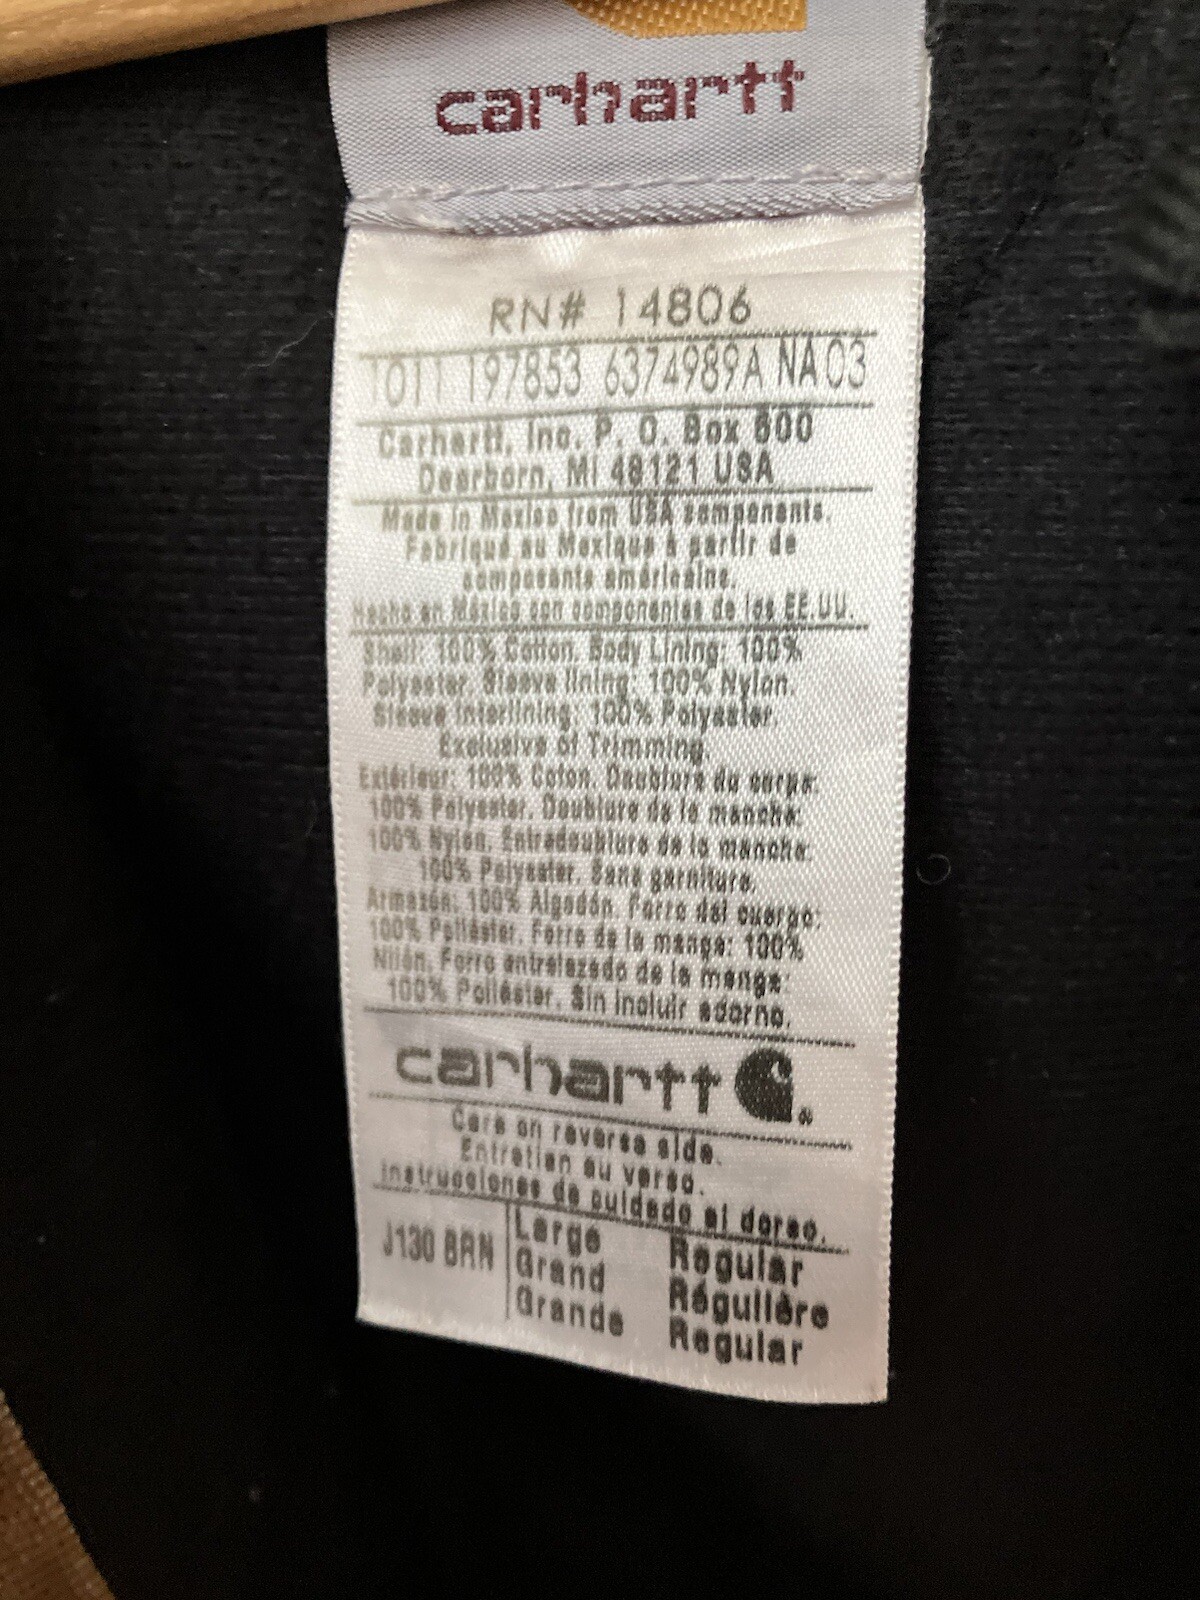 carhartt
RN# 14806
1011 197853 6374989A NA03
Carhartt, Inc. P. O. Box 600
Dearborn, MI 48121 USA
Made in Mexico from USA components.
Fabriqué au Mexique à partir de
composants américains.
Hecho en México con componentes de los EE.UU.
Shell: 100% Cotton. Body Lining: 100%
Polyester. Sleeve lining: 100% Nylon.
Sleeve Interlining: 100% Polyester.
Exclusive of Trimming
Extérieur: 100% Coton. Doublure du corps:
100% Polyester. Doublure de la manche:
100% Nylon. Entredoublure de la manche:
100% Polyester. Sans garniture.
Armazón: 100% Algodón. Forro del cuerpo:
100% Poliéster. Forro de la manga: 100%
Nilón. Forro entrelazado de la manga:
100% Poliéster. Sin incluir adorno.
carhartt ®
Care on reverse side.
Entretien au verso.
Instrucciones de cuidado al dorso.
J130 BRN Large Regular
Grand Régulière
Grande Regular